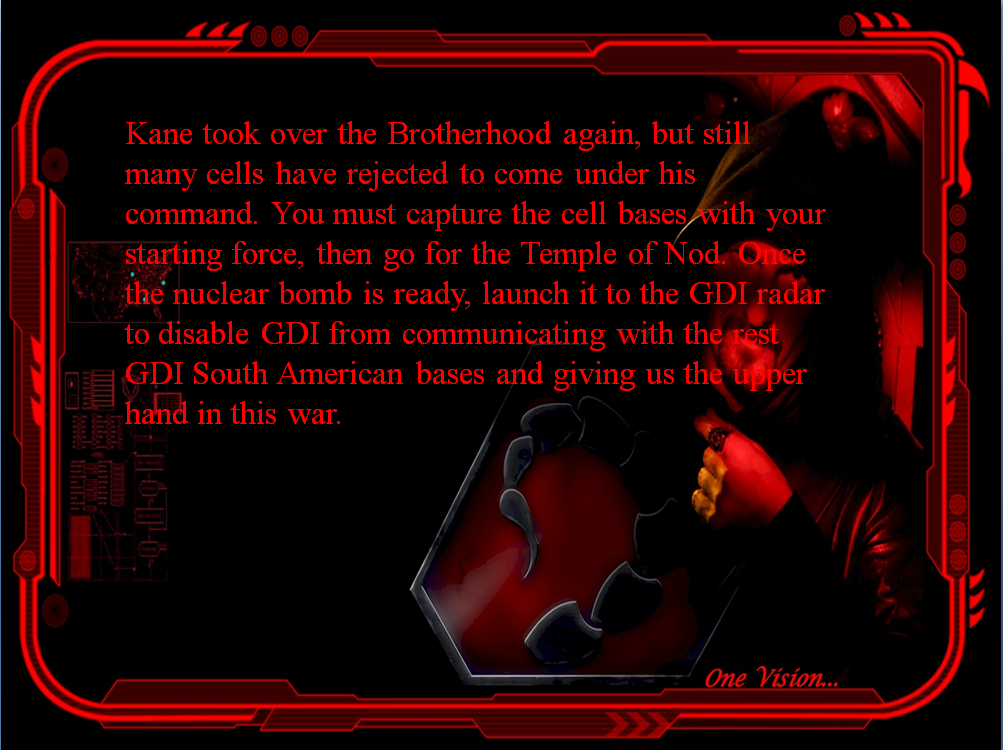 Kane took over the Brotherhood again, but still
many cells have rejected to come under his
command. You must capture the cell bases with your
starting force, then go for the Temple of Nod. Once
the nuclear bomb is ready, launch it to the GDI radar
to disable GDI from communicating with the rest
GDI South American bases and giving us the upper
hand in this war.
One Vision...